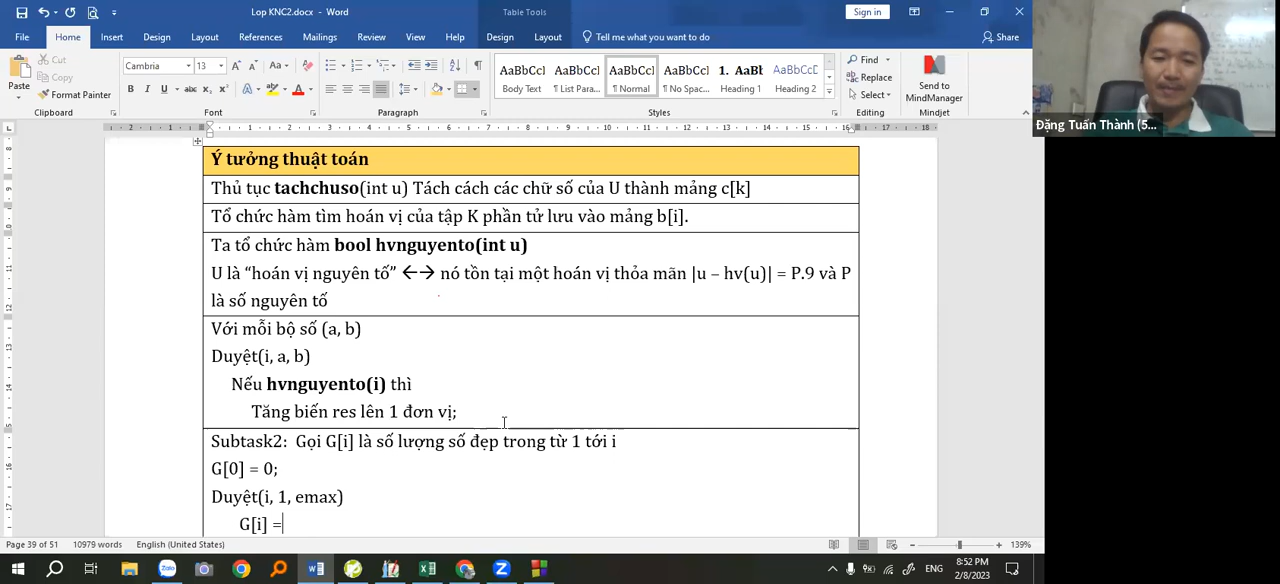 Lop KNC2.docx - Word
Table Tools
Sign in
File Home Insert Design Layout References Mailings Review View Help Design Layout Tell me what you want to do Share
Cut
Copy
Format Painter
Paste
Clipboard
Cambria 13
Font
Paragraph
AaBbCcI AaBbCcI AaBbCcI AaBbCcI 1. AaBt AaBbCcD
Body Text ¶ List Para... ¶ Normal ¶ No Spac... Heading 1 Heading 2
Styles
Find
Replace
Select
Editing
Send to
MindManager
Mindjet
Đặng Tuấn Thành (5...
Ý tưởng thuật toán
Thủ tục tachchuso(int u) Tách cách các chữ số của U thành mảng c[k]
Tổ chức hàm tìm hoán vị của tập K phần tử lưu vào mảng b[i].
Ta tổ chức hàm bool hvnguyento(int u)
U là “hoán vị nguyên tố” ←→ nó tồn tại một hoán vị thỏa mãn |u – hv(u)| = P.9 và P
là số nguyên tố
Với mỗi bộ số (a, b)
Duyệt(i, a, b)
Nếu hvnguyento(i) thì
Tăng biến res lên 1 đơn vị;
Subtask2: Gọi G[i] là số lượng số đẹp trong từ 1 tới i
G[0] = 0;
Duyệt(i, 1, emax)
G[i] =
Page 39 of 51 10979 words English (United States) 139%
Zalo
ENG
8:52 PM
2/8/2023